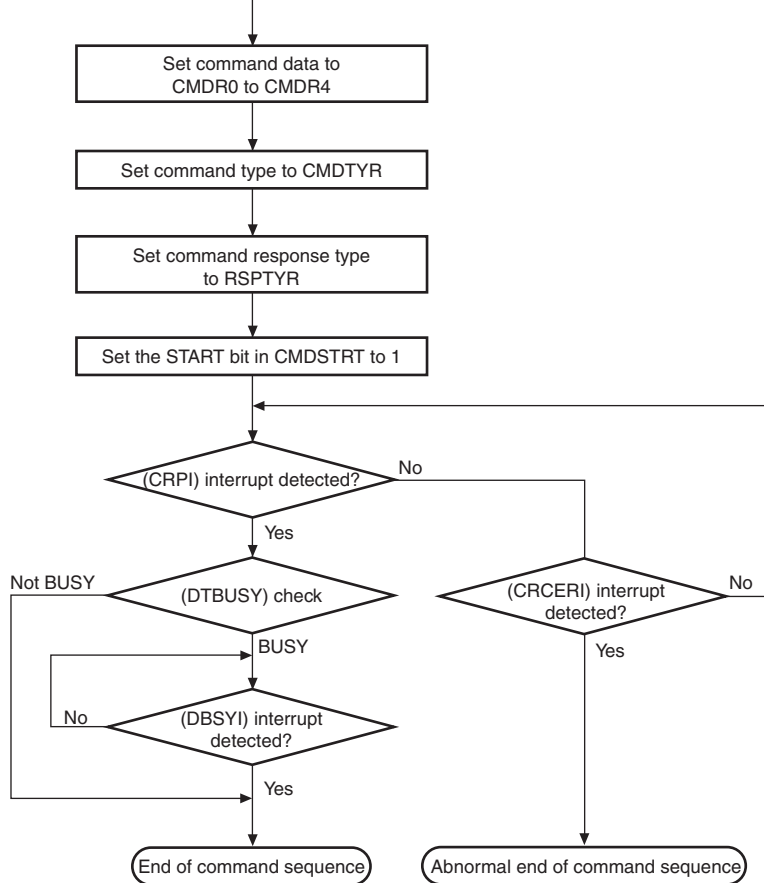 Set command data to
CMDR0 to CMDR4
Set command type to CMDTYR
Set command response type
to RSPTYR
Set the START bit in CMDSTRT to 1
(CRPI) interrupt detected?
No
Yes
Not BUSY
(DTBUSY) check
(CRCERI) interrupt
detected?
No
BUSY
Yes
No
(DBSYI) interrupt
detected?
Yes
End of command sequence
Abnormal end of command sequence